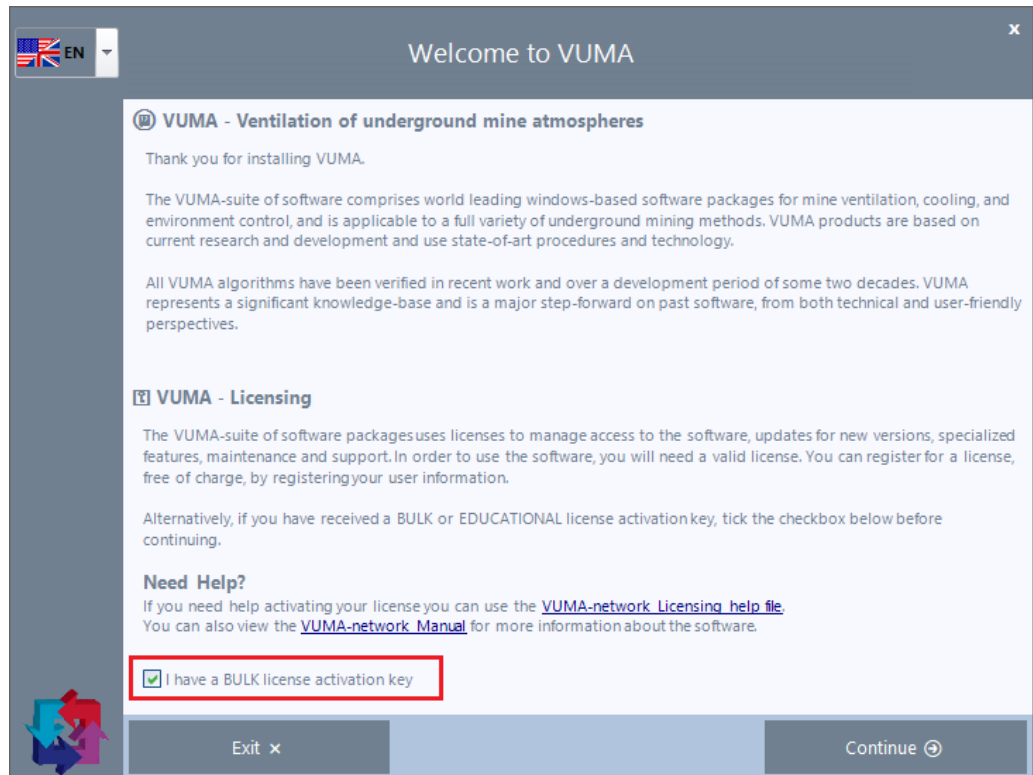 EN
Welcome to VUMA
x
VUMA - Ventilation of underground mine atmospheres
Thank you for installing VUMA.
The VUMA-suite of software comprises world leading windows-based software packages for mine ventilation, cooling, and
environment control, and is applicable to a full variety of underground mining methods. VUMA products are based on
current research and development and use state-of-art procedures and technology.
All VUMA algorithms have been verified in recent work and over a development period of some two decades. VUMA
represents a significant knowledge-base and is a major step-forward on past software, from both technical and user-friendly
perspectives.
VUMA - Licensing
The VUMA-suite of software packages uses licenses to manage access to the software, updates for new versions, specialized
features, maintenance and support. In order to use the software, you will need a valid license. You can register for a license,
free of charge, by registering your user information.
Alternatively, if you have received a BULK or EDUCATIONAL license activation key, tick the checkbox below before
continuing.
Need Help?
If you need help activating your license you can use the VUMA-network Licensing help file.
You can also view the VUMA-network Manual for more information about the software.
I have a BULK license activation key
Exit ×
Continue